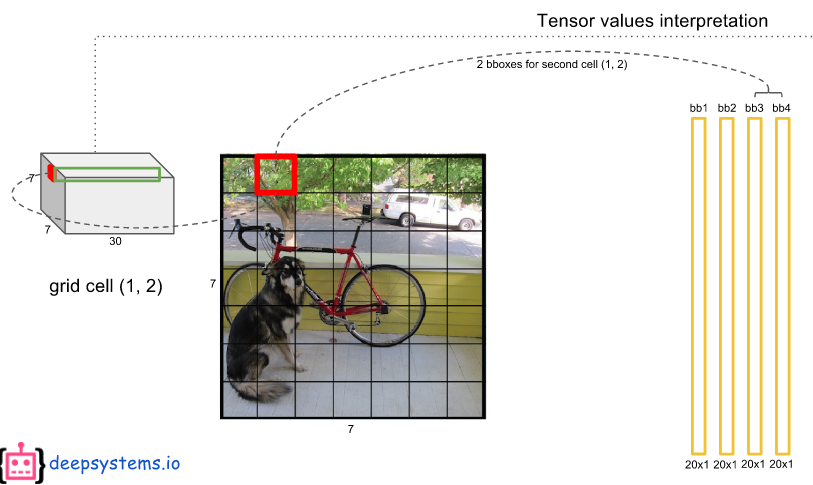 Tensor values interpretation
2 bboxes for second cell (1, 2)
bb1 bb2 bb3 bb4
7
7
30
grid cell (1, 2)
7
7
20x1 20x1 20x1 20x1
deepsystems.io